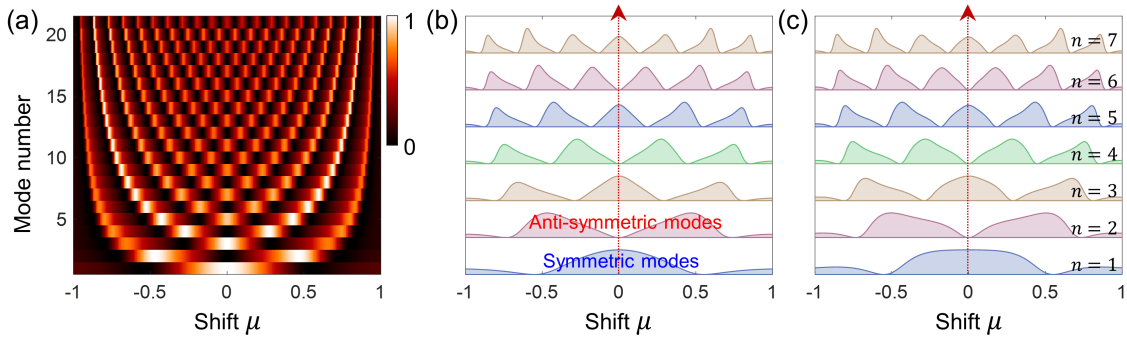 (a)
Mode number
20
15
10
5
-1 -0.5 0 0.5 1
Shift μ
1
0
(b)
Anti-symmetric modes
Symmetric modes
-1 -0.5 0 0.5 1
Shift μ
(c)
n = 7
n = 6
n = 5
n = 4
n = 3
n = 2
n = 1
-1 -0.5 0 0.5 1
Shift μ